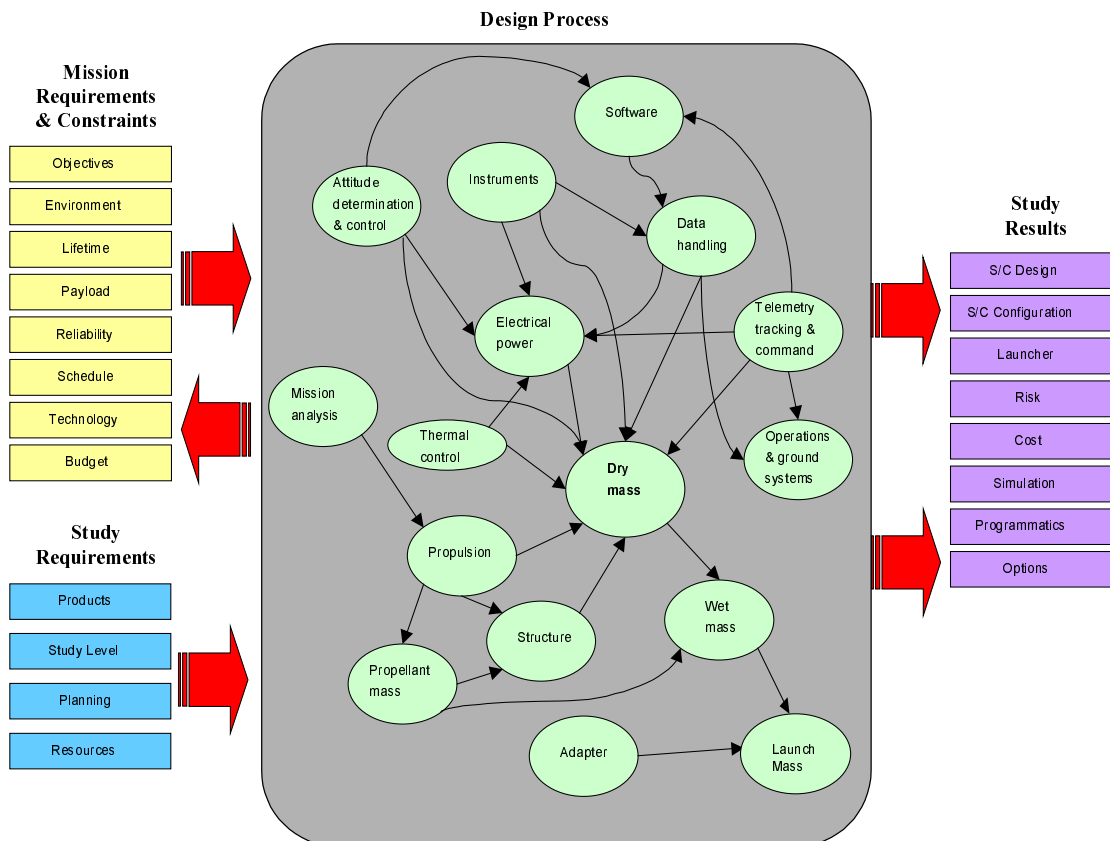 Design Process
Mission
Requirements
& Constraints
Objectives
Environment
Lifetime
Payload
Reliability
Schedule
Technology
Budget
Study
Requirements
Products
Study Level
Planning
Resources
Software
Attitude
determination
& control
Instruments
Data
handling
Electrical
power
Telemetry
tracking &
command
Mission
analysis
Thermal
control
Operations
& ground
systems
Dry
mass
Propulsion
Structure
Wet
mass
Propellant
mass
Adapter
Launch
Mass
Study
Results
S/C Design
S/C Configuration
Launcher
Risk
Cost
Simulation
Programmatics
Options